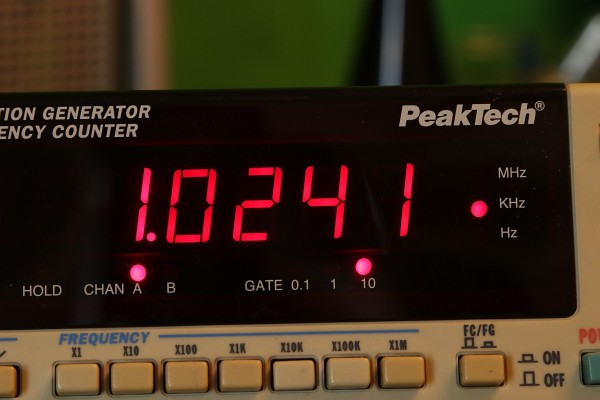 TION GENERATOR
ENCY COUNTER
PeakTech®
1.0241
MHz
KHz
Hz
HOLD CHAN A B GATE 0.1 1 10
FREQUENCY
X1 X10 X100 X1K X10K X100K X1M
FC/FG
ON
OFF
PO